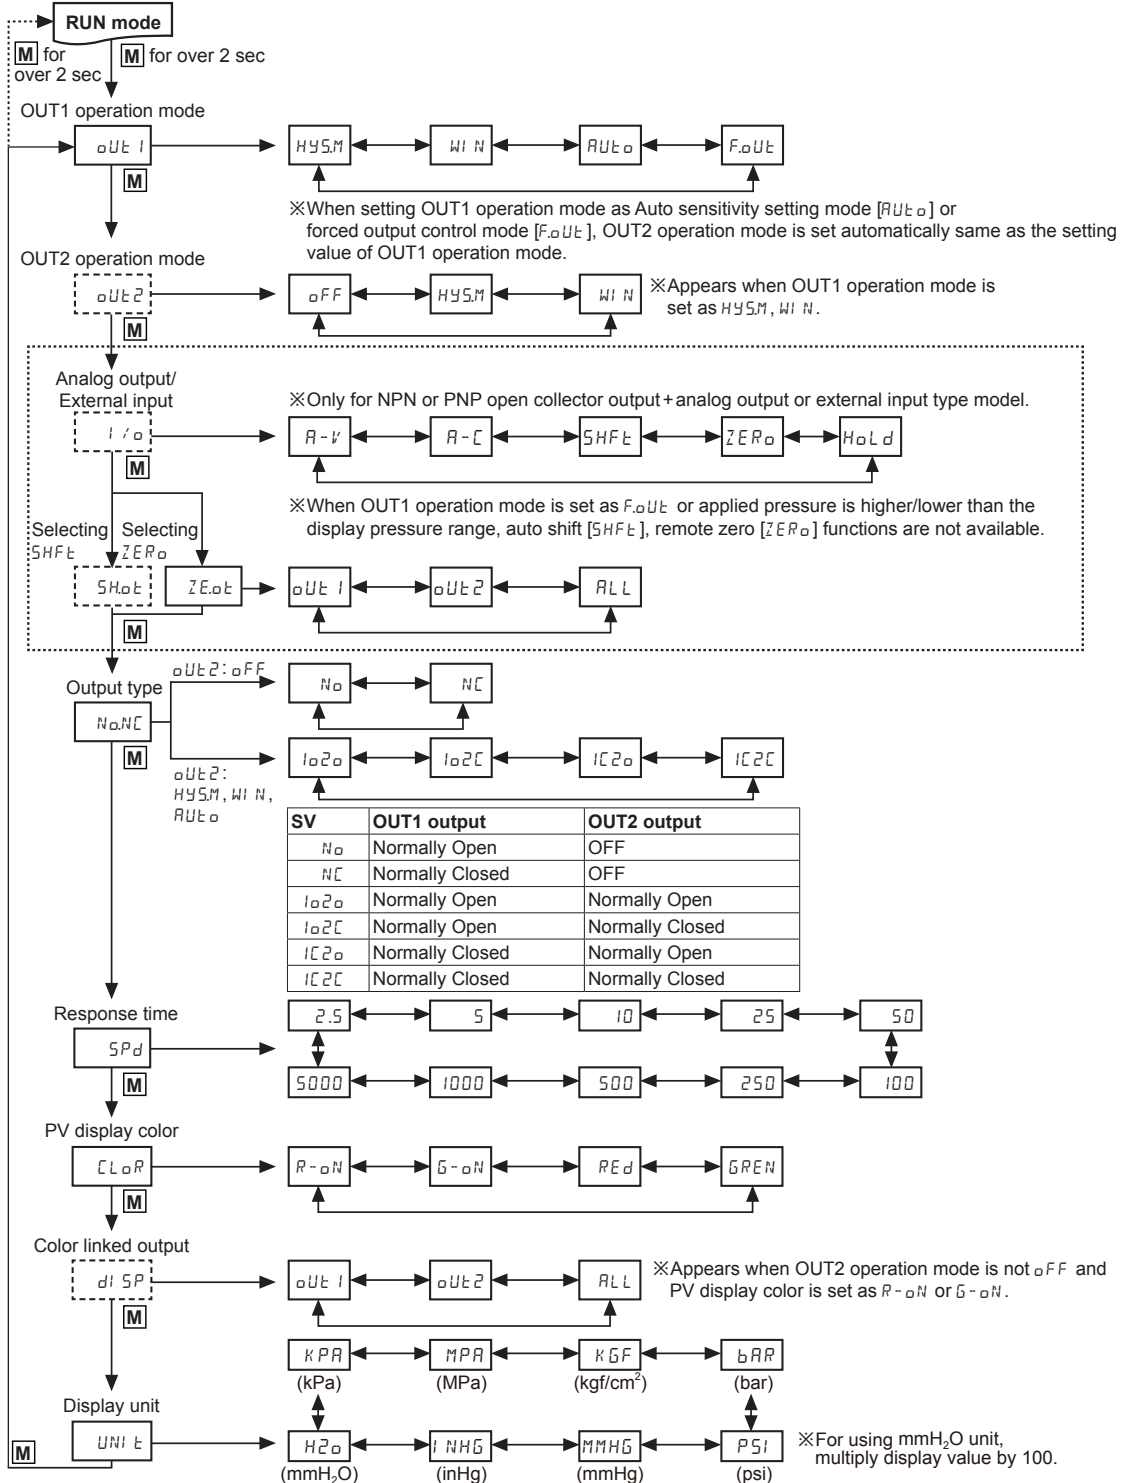 RUN mode
M for over 2 sec
M for over 2 sec
OUT1 operation mode
oUt1
HYS.M
WIN
AUto
F.oUt
M
※When setting OUT1 operation mode as Auto sensitivity setting mode [AUto] or
forced output control mode [F.oUt], OUT2 operation mode is set automatically same as the setting
value of OUT1 operation mode.
OUT2 operation mode
oUt2
oFF
HYS.M
WIN
※Appears when OUT1 operation mode is
set as HYS.M, WIN.
M
Analog output/
External input
※Only for NPN or PNP open collector output+analog output or external input type model.
I/o
A-V
A-C
SHFt
ZERo
HoLd
M
※When OUT1 operation mode is set as F.oUt or applied pressure is higher/lower than the
display pressure range, auto shift [SHFt], remote zero [ZERo] functions are not available.
Selecting SHFt
Selecting ZERo
SH.ot
ZE.ot
oUt1
oUt2
ALL
M
Output type
oUt2: oFF
No
NC
No.NC
M
oUt2:
HYS.M, WIN,
AUto
1o2o
1o2C
1C2o
1C2C
SV OUT1 output OUT2 output
No Normally Open OFF
NC Normally Closed OFF
1o2o Normally Open Normally Open
1o2C Normally Open Normally Closed
1C2o Normally Closed Normally Open
1C2C Normally Closed Normally Closed
Response time
SPd
2.5
5
10
25
50
5000
1000
500
250
100
M
PV display color
CLoR
R-oN
G-oN
REd
GREN
M
Color linked output
dISP
oUt1
oUt2
ALL
※Appears when OUT2 operation mode is not oFF and
PV display color is set as R-oN or G-oN.
M
KPA
MPA
KGF
bAR
(kPa)
(MPa)
(kgf/cm²)
(bar)
Display unit
UNIt
H2o
INHG
MMHG
PSI
(mmH₂O)
(inHg)
(mmHg)
(psi)
※For using mmH₂O unit,
multiply display value by 100.
M